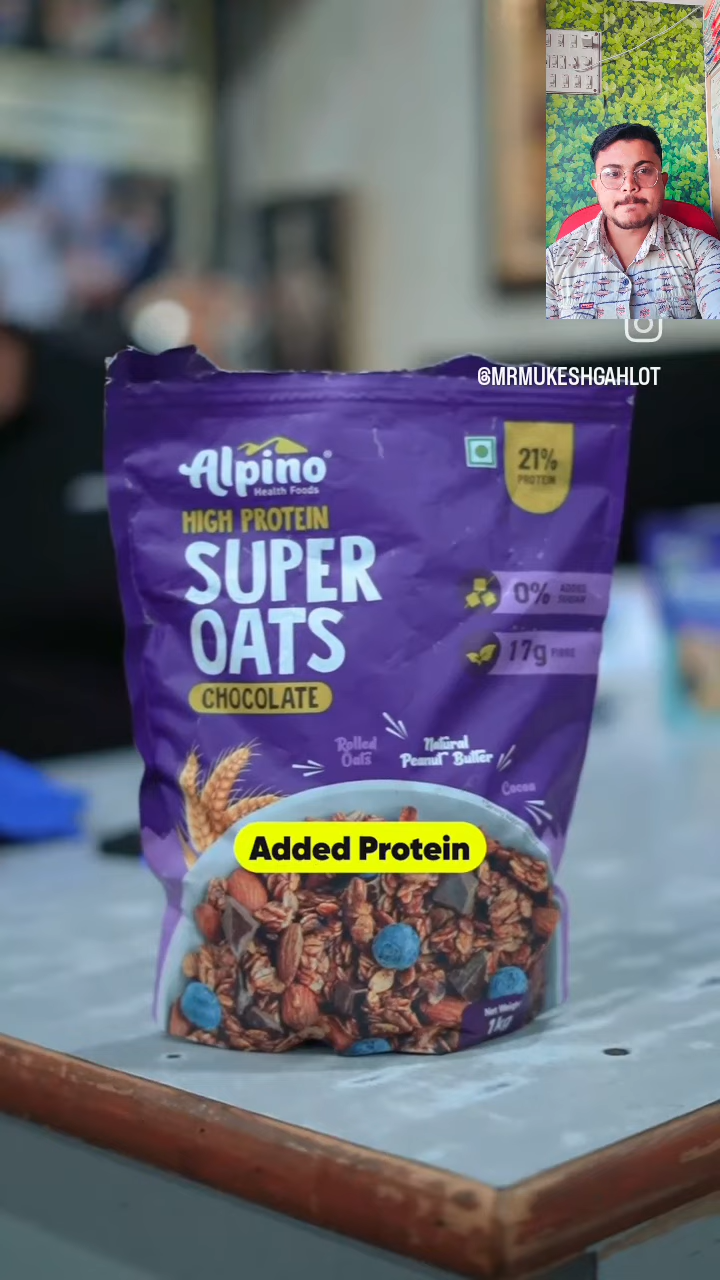 @MRMUKESHGAHLOT
Alpino®
Health Foods
21%
PROTEIN
HIGH PROTEIN
SUPER
OATS
CHOCOLATE
0% ADDED
SUGAR
17g FIBRE
Rolled
Oats
Natural
Peanut Butter
Cocoa
Added Protein
Net Weight
1kg